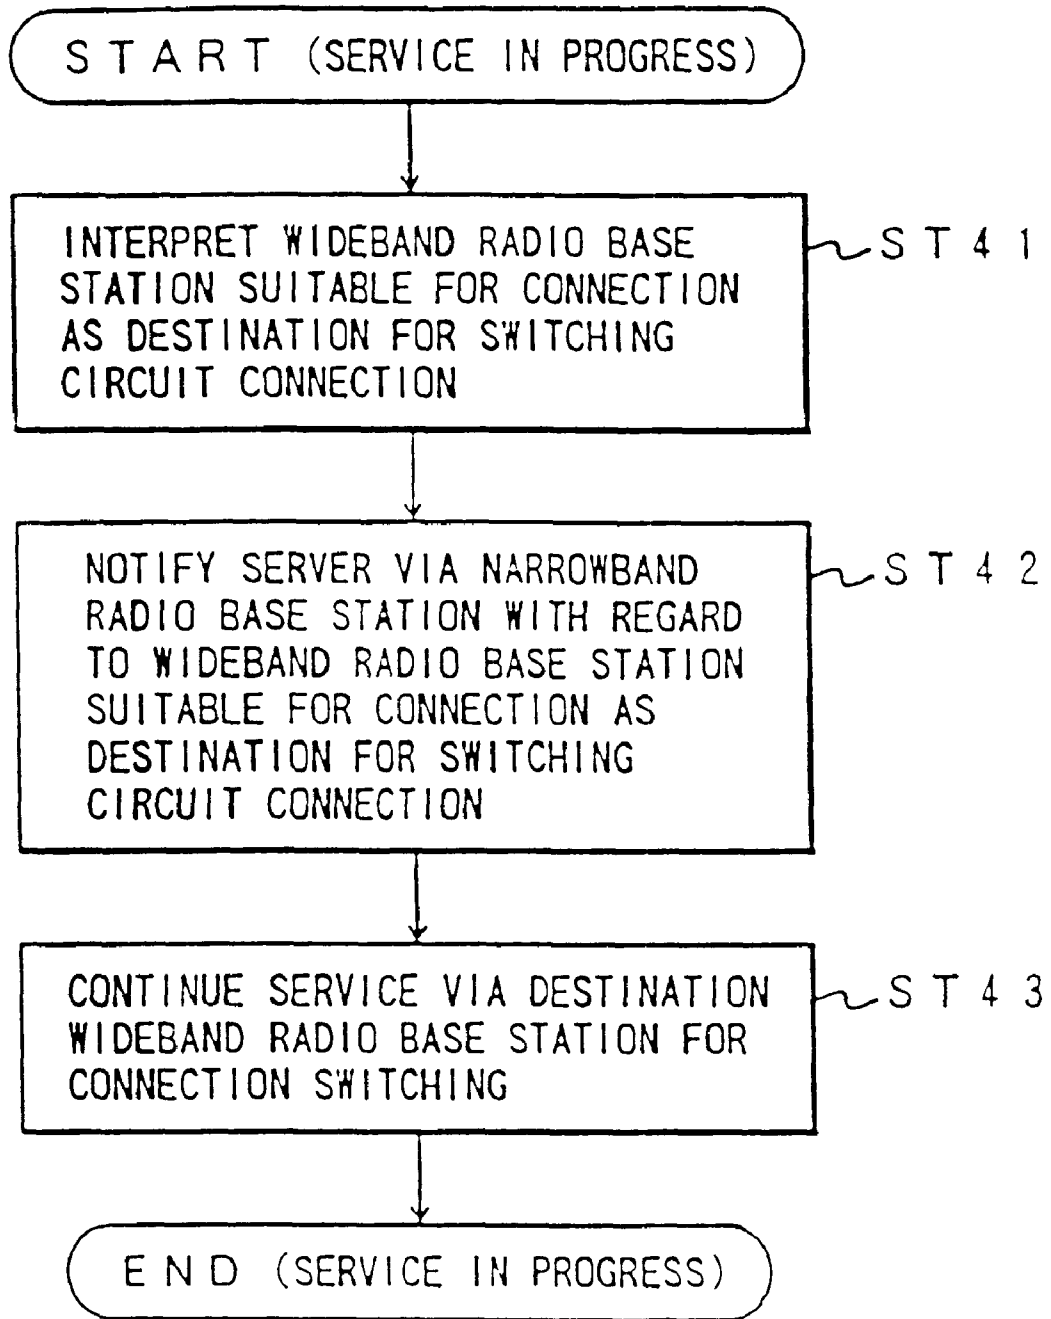 START (SERVICE IN PROGRESS)
INTERPRET WIDEBAND RADIO BASE
STATION SUITABLE FOR CONNECTION
AS DESTINATION FOR SWITCHING
CIRCUIT CONNECTION
ST41
NOTIFY SERVER VIA NARROWBAND
RADIO BASE STATION WITH REGARD
TO WIDEBAND RADIO BASE STATION
SUITABLE FOR CONNECTION AS
DESTINATION FOR SWITCHING
CIRCUIT CONNECTION
ST42
CONTINUE SERVICE VIA DESTINATION
WIDEBAND RADIO BASE STATION FOR
CONNECTION SWITCHING
ST43
END (SERVICE IN PROGRESS)